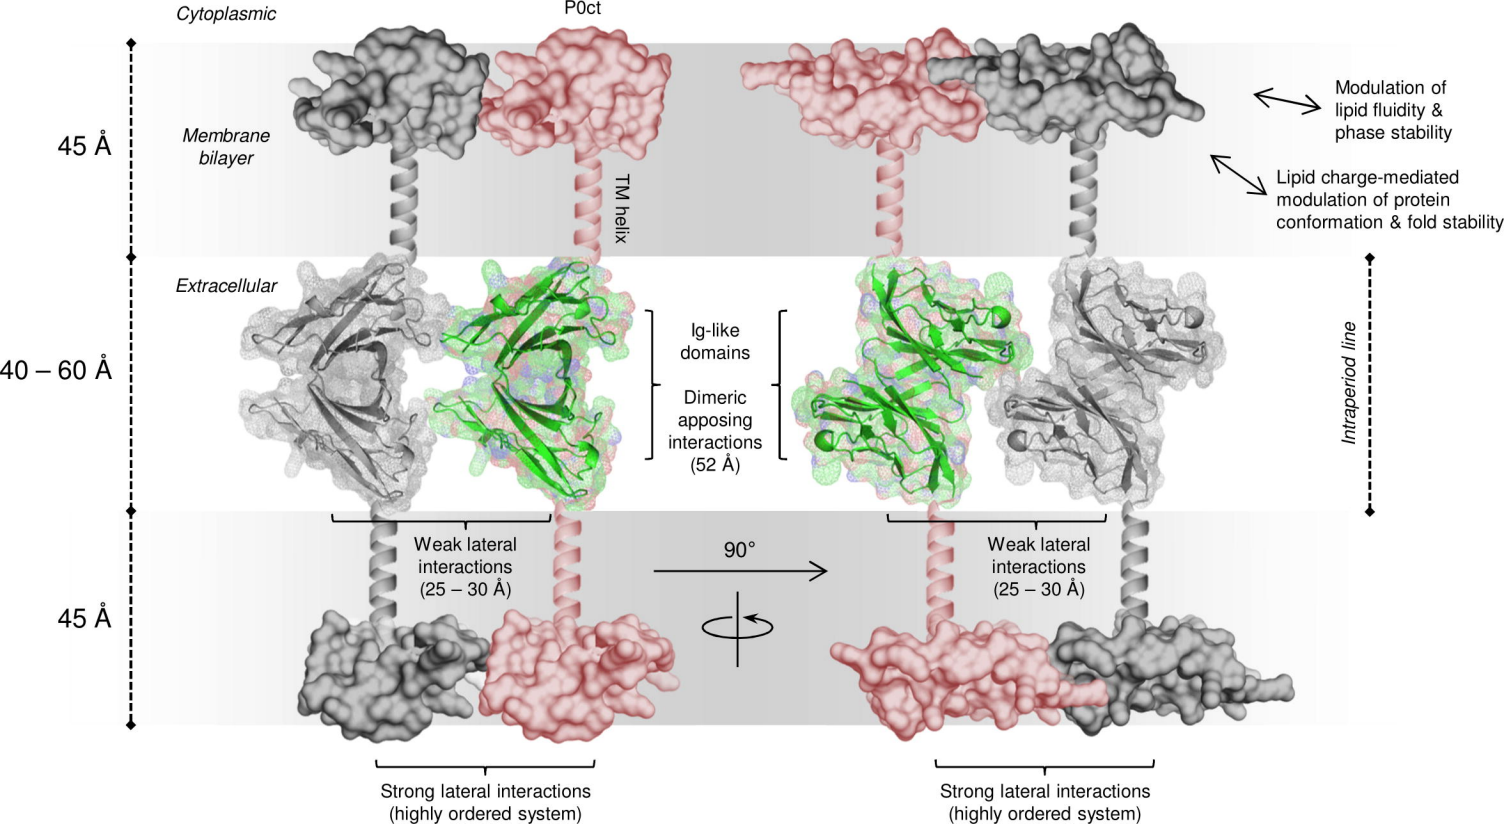 Cytoplasmic
P0ct
45 Å
Membrane
bilayer
TM helix
Modulation of
lipid fluidity &
phase stability
Lipid charge-mediated
modulation of protein
conformation & fold stability
Extracellular
40 – 60 Å
Ig-like
domains
Dimeric
apposing
interactions
(52 Å)
Intraperiod line
Weak lateral
interactions
(25 – 30 Å)
90°
Weak lateral
interactions
(25 – 30 Å)
45 Å
Strong lateral interactions
(highly ordered system)
Strong lateral interactions
(highly ordered system)